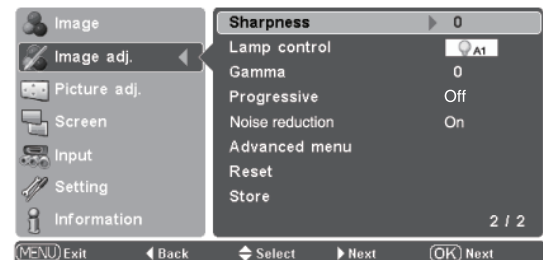 Image
Image adj.
Picture adj.
Screen
Input
Setting
Information
Sharpness 0
Lamp control A1
Gamma 0
Progressive Off
Noise reduction On
Advanced menu
Reset
Store
2 / 2
MENU Exit Back Select Next OK Next